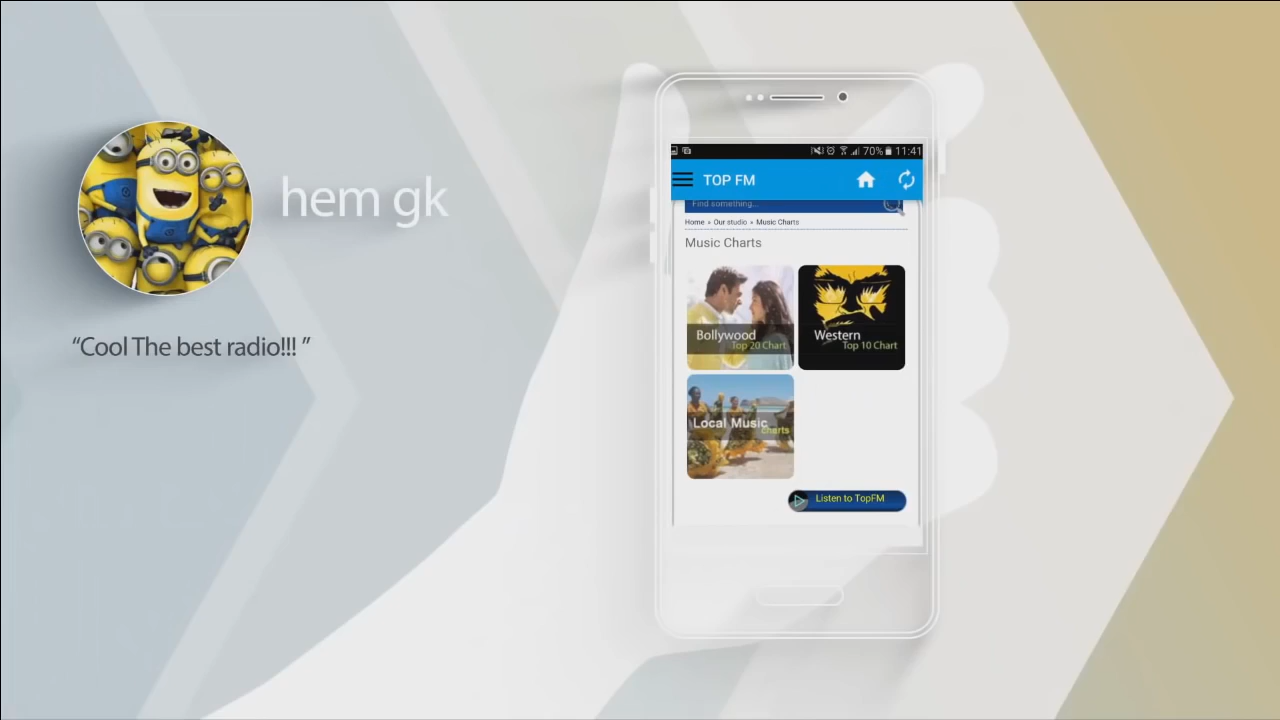 hem gk
“Cool The best radio!!! ”
70% 11:41
TOP FM
Find something...
Home » Our studio » Music Charts
Music Charts
Bollywood
Top 20 Chart
Western
Top 10 Chart
Local Music
charts
Listen to TopFM